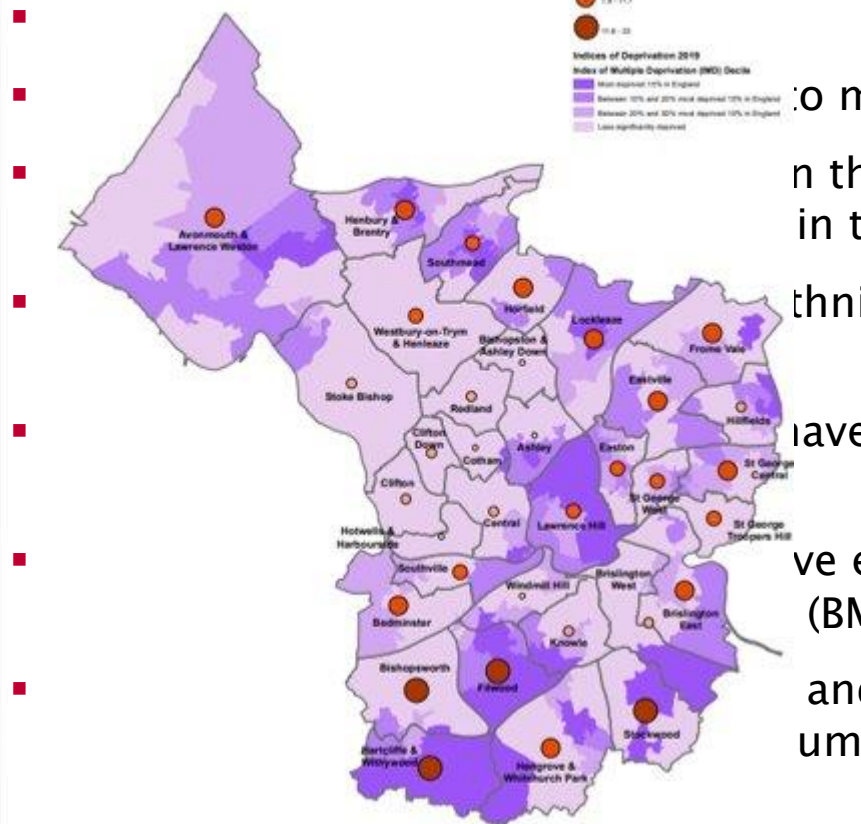 11.8 - 23
Indices of Deprivation 2019
Index of Multiple Deprivation (IMD) Decile
Most deprived 10% in England
Between 10% and 20% most deprived 10% in England
Between 20% and 30% most deprived 10% in England
Less significantly deprived
to m
n th
in t
thni
have
ve e
(BM
and
um
Avonmouth &
Lawrence Weston
Henbury &
Brentry
Southmead
Horfield
Lockleaze
Westbury-on-Trym
& Henleaze
Bishopston &
Ashley Down
Frome Vale
Stoke Bishop
Redland
Eastville
Hillfields
Clifton
Down
Cotham
Ashley
Easton
St George
Central
Clifton
St George
West
Central
Lawrence Hill
St George
Troopers Hill
Hotwells &
Harbourside
Southville
Windmill Hill
Brislington
West
Bedminster
Knowle
Brislington
East
Bishopsworth
Filwood
Stockwood
Hartcliffe &
Withywood
Hengrove &
Whitchurch Park